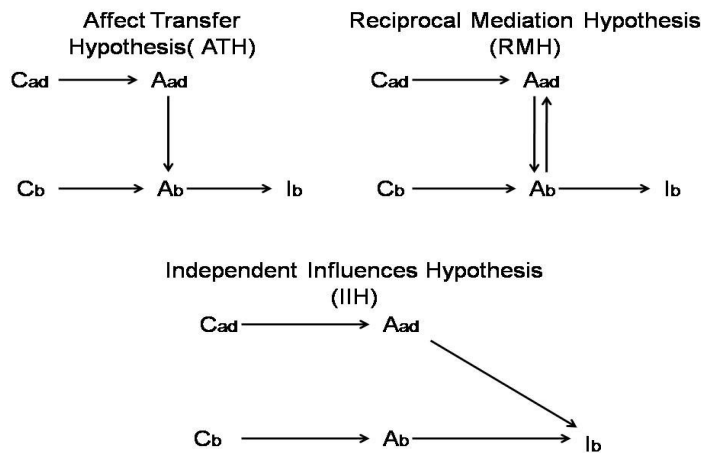 Affect Transfer
Hypothesis( ATH)
Cad Aad
Cb Ab Ib
Reciprocal Mediation Hypothesis
(RMH)
Cad Aad
Cb Ab Ib
Independent Influences Hypothesis
(IIH)
Cad Aad
Cb Ab Ib